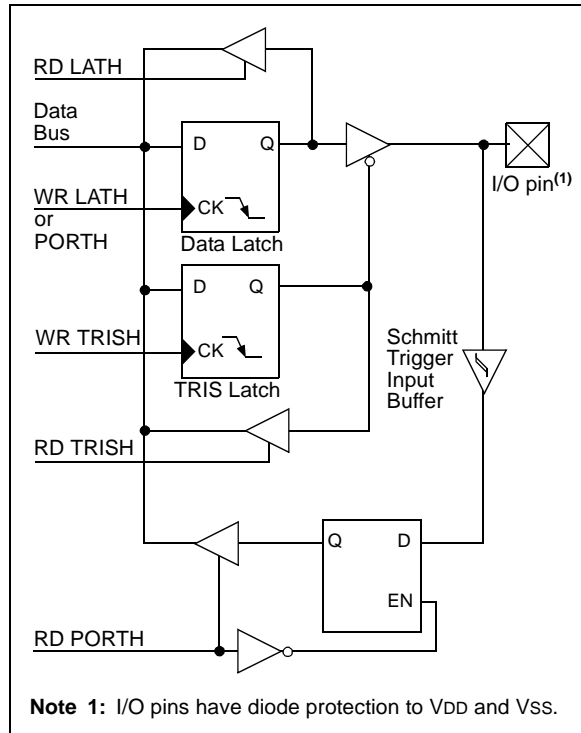 RD LATH
Data
Bus
D Q
I/O pin(1)
WR LATH
or
PORTH
CK
Data Latch
D Q
WR TRISH
CK
TRIS Latch
Schmitt
Trigger
Input
Buffer
RD TRISH
Q D
EN
RD PORTH
Note 1: I/O pins have diode protection to VDD and VSS.